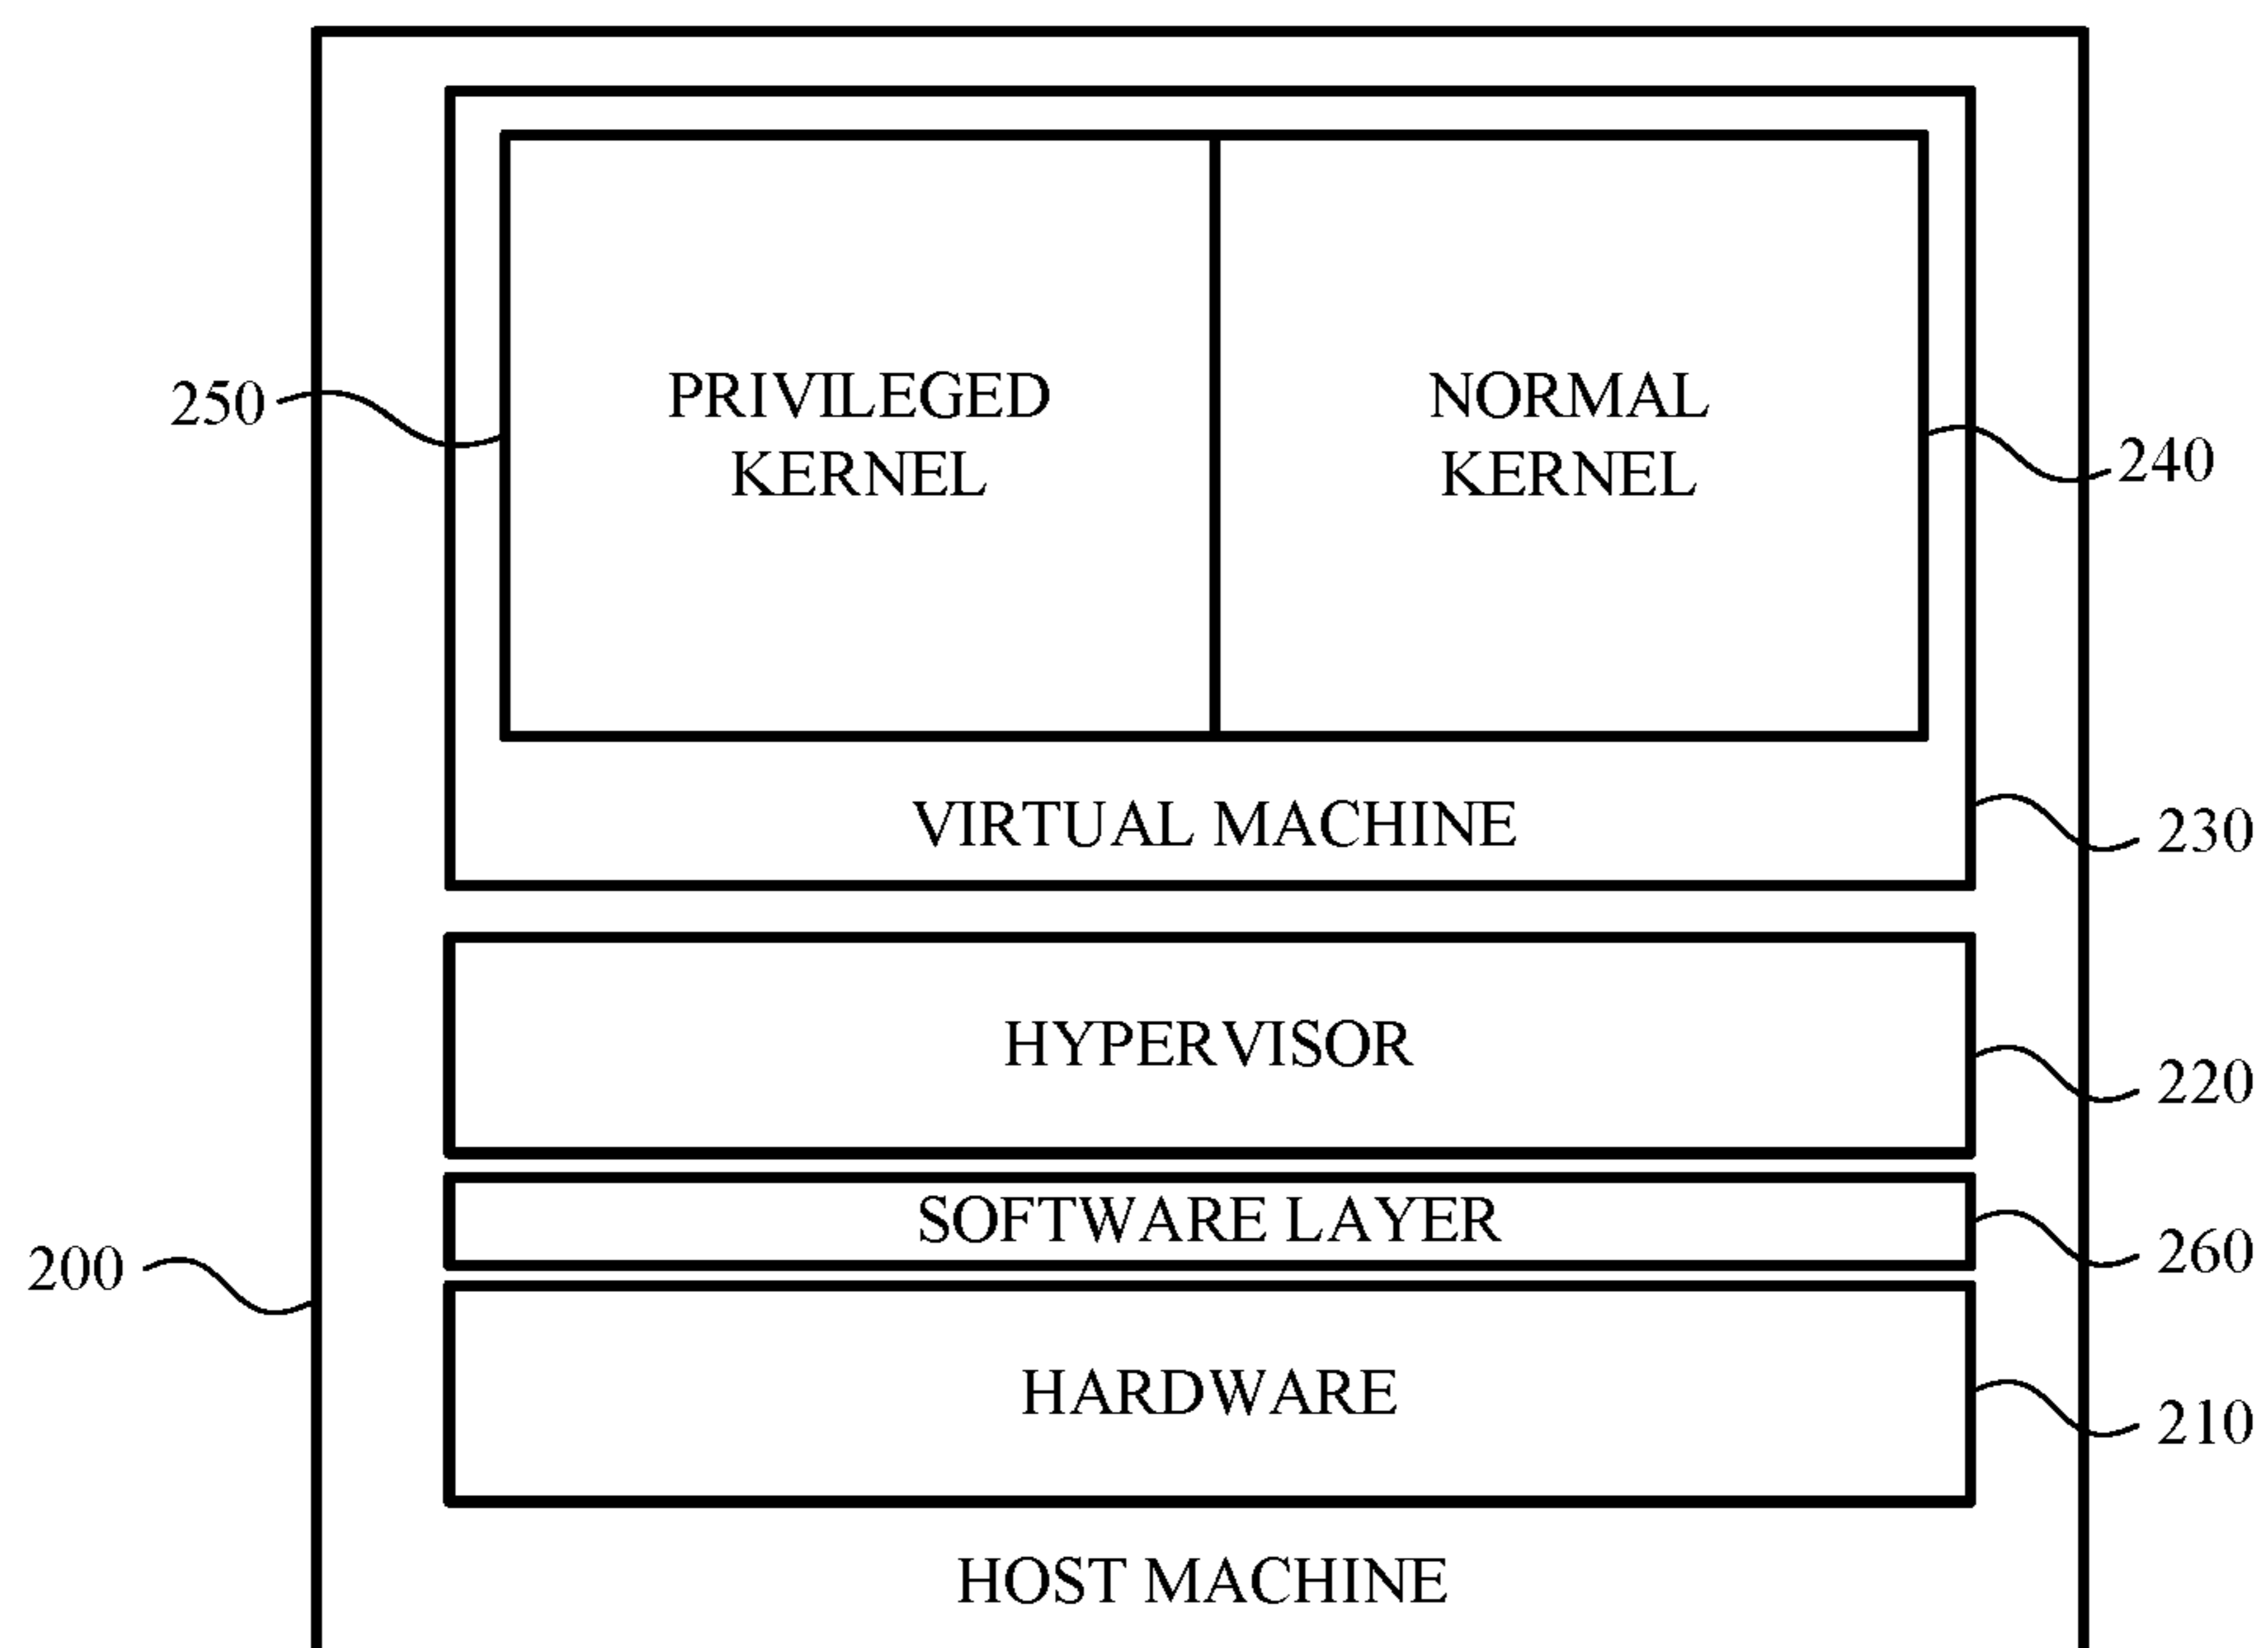 PRIVILEGED
KERNEL
NORMAL
KERNEL
250
240
VIRTUAL MACHINE
230
HYPERVISOR
220
SOFTWARE LAYER
260
200
HARDWARE
210
HOST MACHINE